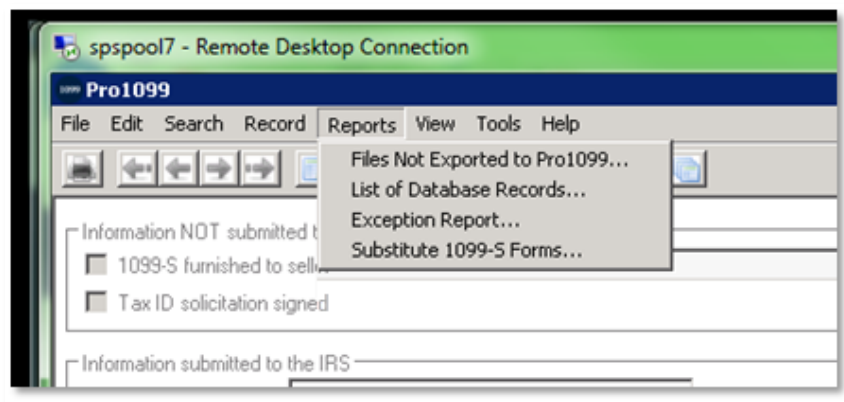 spspool7 - Remote Desktop Connection
Pro1099
File Edit Search Record Reports View Tools Help
Files Not Exported to Pro1099...
List of Database Records...
Exception Report...
Substitute 1099-S Forms...
Information NOT submitted t
1099-S furnished to selle
Tax ID solicitation signed
Information submitted to the IRS